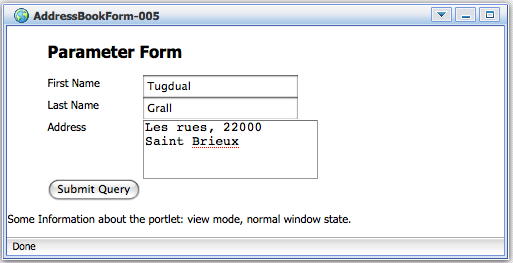 AddressBookForm-005
Parameter Form
First Name Tugdual
Last Name Grall
Address Les rues, 22000
Saint Brieux
Submit Query
Some Information about the portlet: view mode, normal window state.
Done